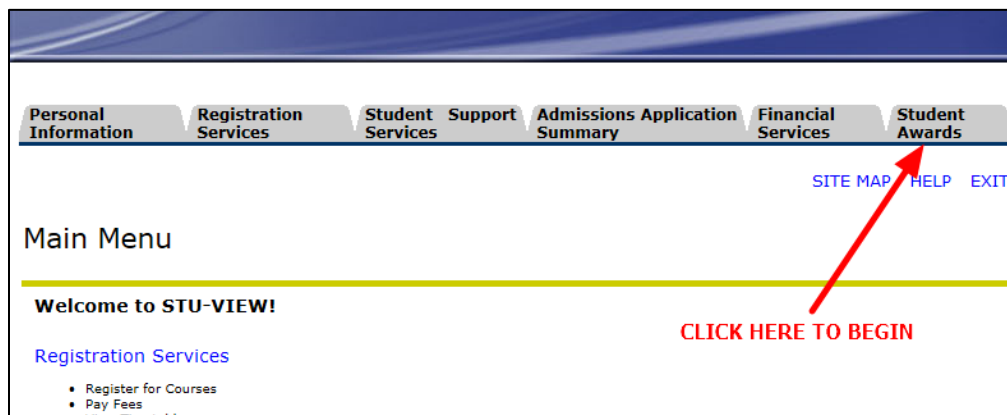 Personal Information
Registration Services
Student Support Services
Admissions Application Summary
Financial Services
Student Awards
SITE MAP HELP EXIT
Main Menu
Welcome to STU-VIEW!
CLICK HERE TO BEGIN
Registration Services
• Register for Courses
• Pay Fees